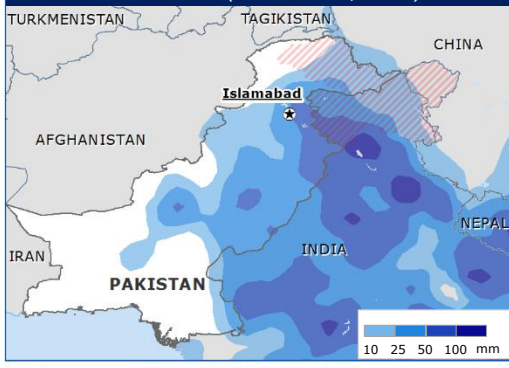 TURKMENISTAN
TAGIKISTAN
CHINA
Islamabad
AFGHANISTAN
NEPAL
IRAN
INDIA
PAKISTAN
10 25 50 100 mm